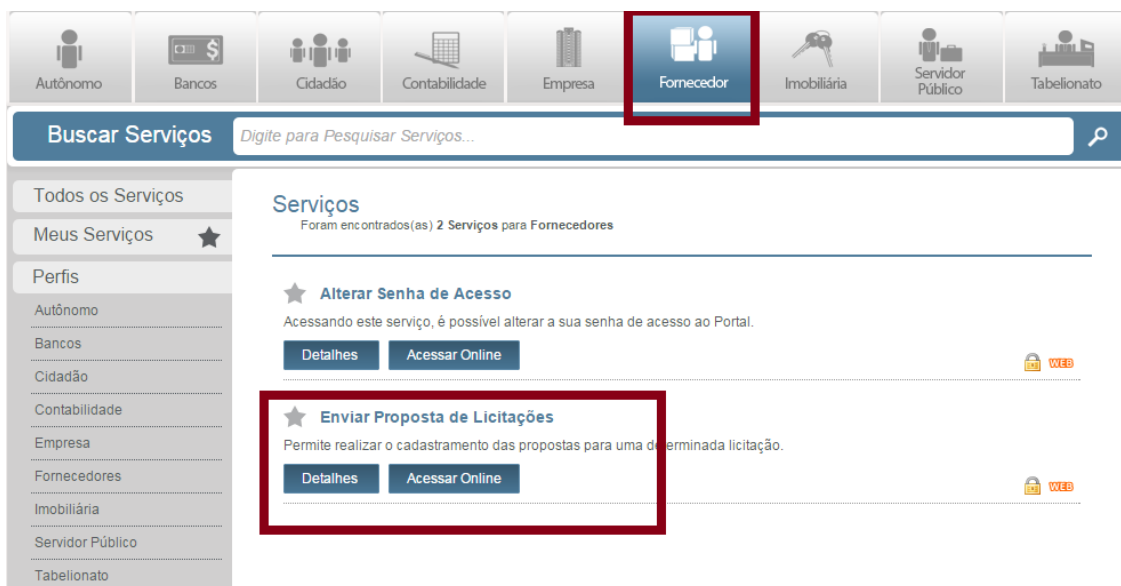 Autônomo
Bancos
Cidadão
Contabilidade
Empresa
Fornecedor
Imobiliária
Servidor
Público
Tabelionato
Buscar Serviços
Digite para Pesquisar Serviços...
Todos os Serviços
Meus Serviços
Perfis
Autônomo
Bancos
Cidadão
Contabilidade
Empresa
Fornecedores
Imobiliária
Servidor Público
Tabelionato
Serviços
Foram encontrados(as) 2 Serviços para Fornecedores
Alterar Senha de Acesso
Acessando este serviço, é possível alterar a sua senha de acesso ao Portal.
Detalhes
Acessar Online
WEB
Enviar Proposta de Licitações
Permite realizar o cadastramento das propostas para uma determinada licitação.
Detalhes
Acessar Online
WEB